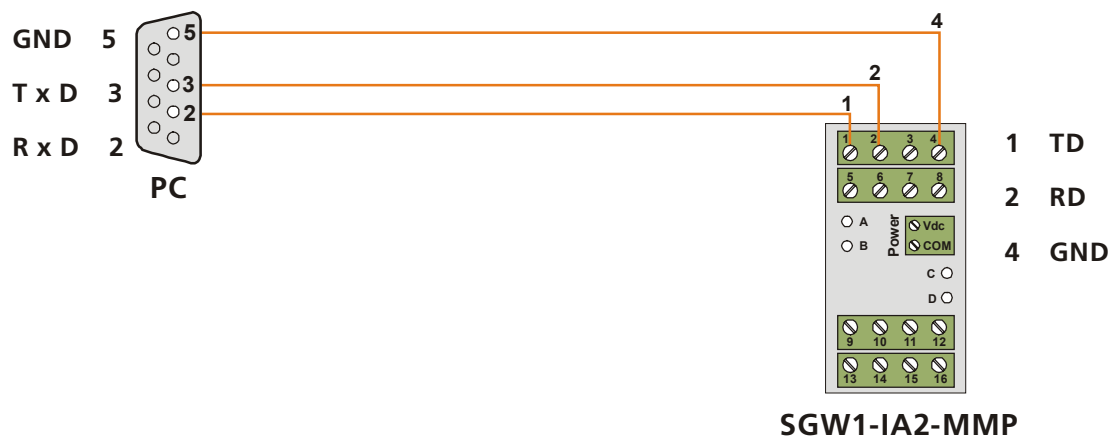 GND 5
T x D 3
R x D 2
5
3
2
PC
4
2
1
1 2 3 4
5 6 7 8
A
B
Power
Vdc
COM
C
D
9 10 11 12
13 14 15 16
1 TD
2 RD
4 GND
SGW1-IA2-MMP